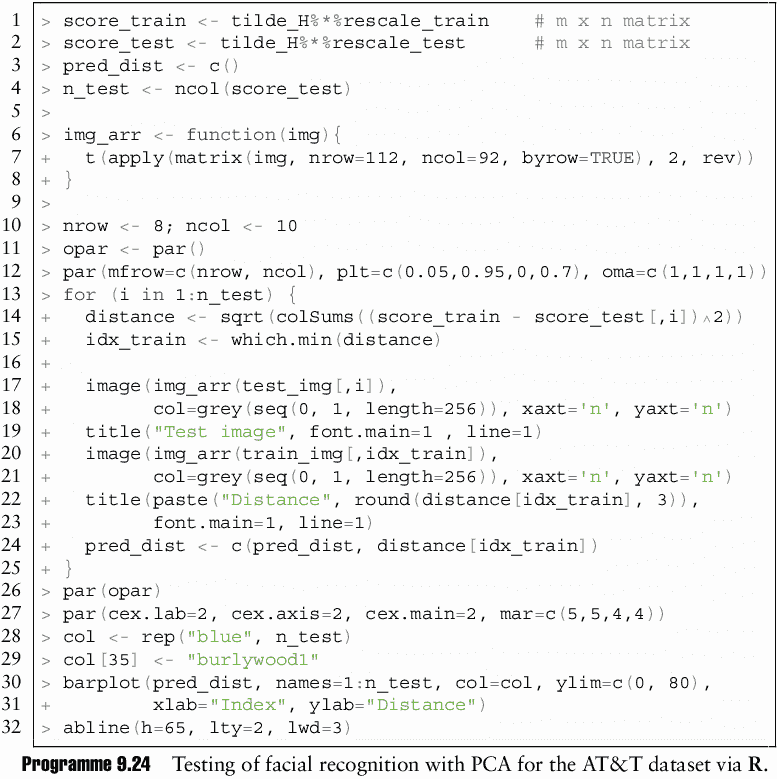 1 > score_train <- tilde_H%*%rescale_train # m x n matrix
2 > score_test <- tilde_H%*%rescale_test # m x n matrix
3 > pred_dist <- c()
4 > n_test <- ncol(score_test)
5 >
6 > img_arr <- function(img){
7 + t(apply(matrix(img, nrow=112, ncol=92, byrow=TRUE), 2, rev))
8 + }
9 >
10 > nrow <- 8; ncol <- 10
11 > opar <- par()
12 > par(mfrow=c(nrow, ncol), plt=c(0.05,0.95,0,0.7), oma=c(1,1,1,1))
13 > for (i in 1:n_test) {
14 + distance <- sqrt(colSums((score_train - score_test[,i])^2))
15 + idx_train <- which.min(distance)
16 +
17 + image(img_arr(test_img[,i]),
18 + col=grey(seq(0, 1, length=256)), xaxt='n', yaxt='n')
19 + title("Test image", font.main=1 , line=1)
20 + image(img_arr(train_img[,idx_train]),
21 + col=grey(seq(0, 1, length=256)), xaxt='n', yaxt='n')
22 + title(paste("Distance", round(distance[idx_train], 3)),
23 + font.main=1, line=1)
24 + pred_dist <- c(pred_dist, distance[idx_train])
25 + }
26 > par(opar)
27 > par(cex.lab=2, cex.axis=2, cex.main=2, mar=c(5,5,4,4))
28 > col <- rep("blue", n_test)
29 > col[35] <- "burlywood1"
30 > barplot(pred_dist, names=1:n_test, col=col, ylim=c(0, 80),
31 + xlab="Index", ylab="Distance")
32 > abline(h=65, lty=2, lwd=3)
Programme 9.24 Testing of facial recognition with PCA for the AT&T dataset via R.